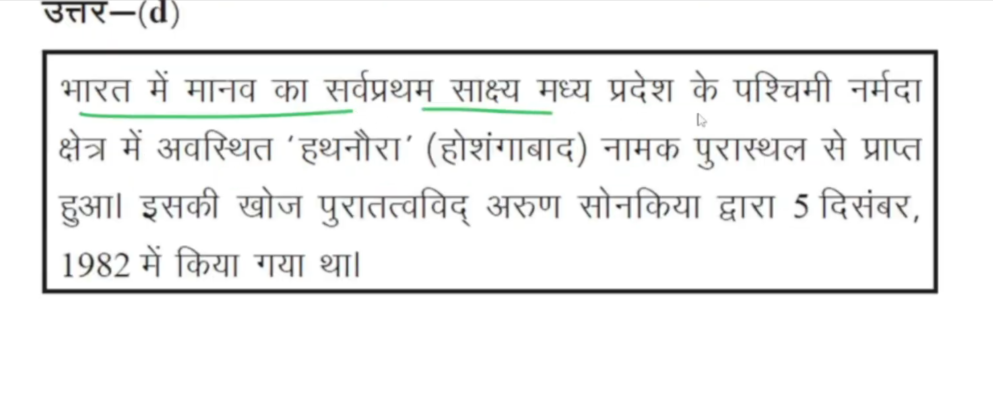 उत्तर–(d)
भारत में मानव का सर्वप्रथम साक्ष्य मध्य प्रदेश के पश्चिमी नर्मदा
क्षेत्र में अवस्थित ‘हथनौरा’ (होशंगाबाद) नामक पुरास्थल से प्राप्त
हुआ। इसकी खोज पुरातत्वविद् अरुण सोनकिया द्वारा 5 दिसंबर,
1982 में किया गया था।